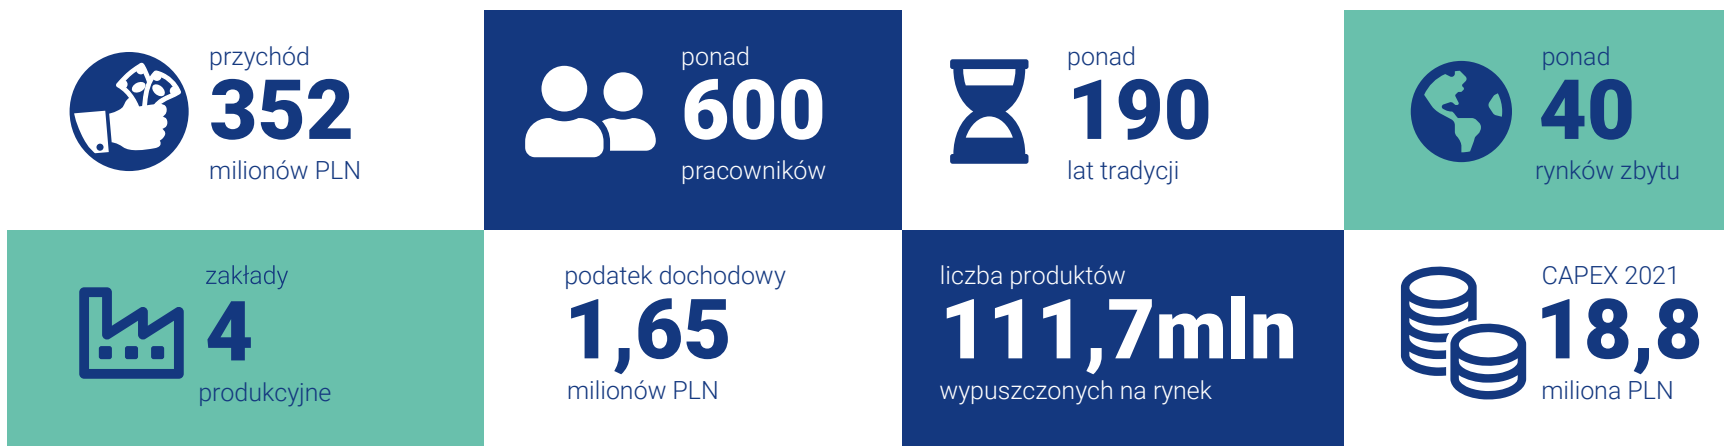 przychód
352
milionów PLN
ponad
600
pracowników
ponad
190
lat tradycji
ponad
40
rynków zbytu
zakłady
4
produkcyjne
podatek dochodowy
1,65
milionów PLN
liczba produktów
111,7mln
wypuszczonych na rynek
CAPEX 2021
18,8
miliona PLN